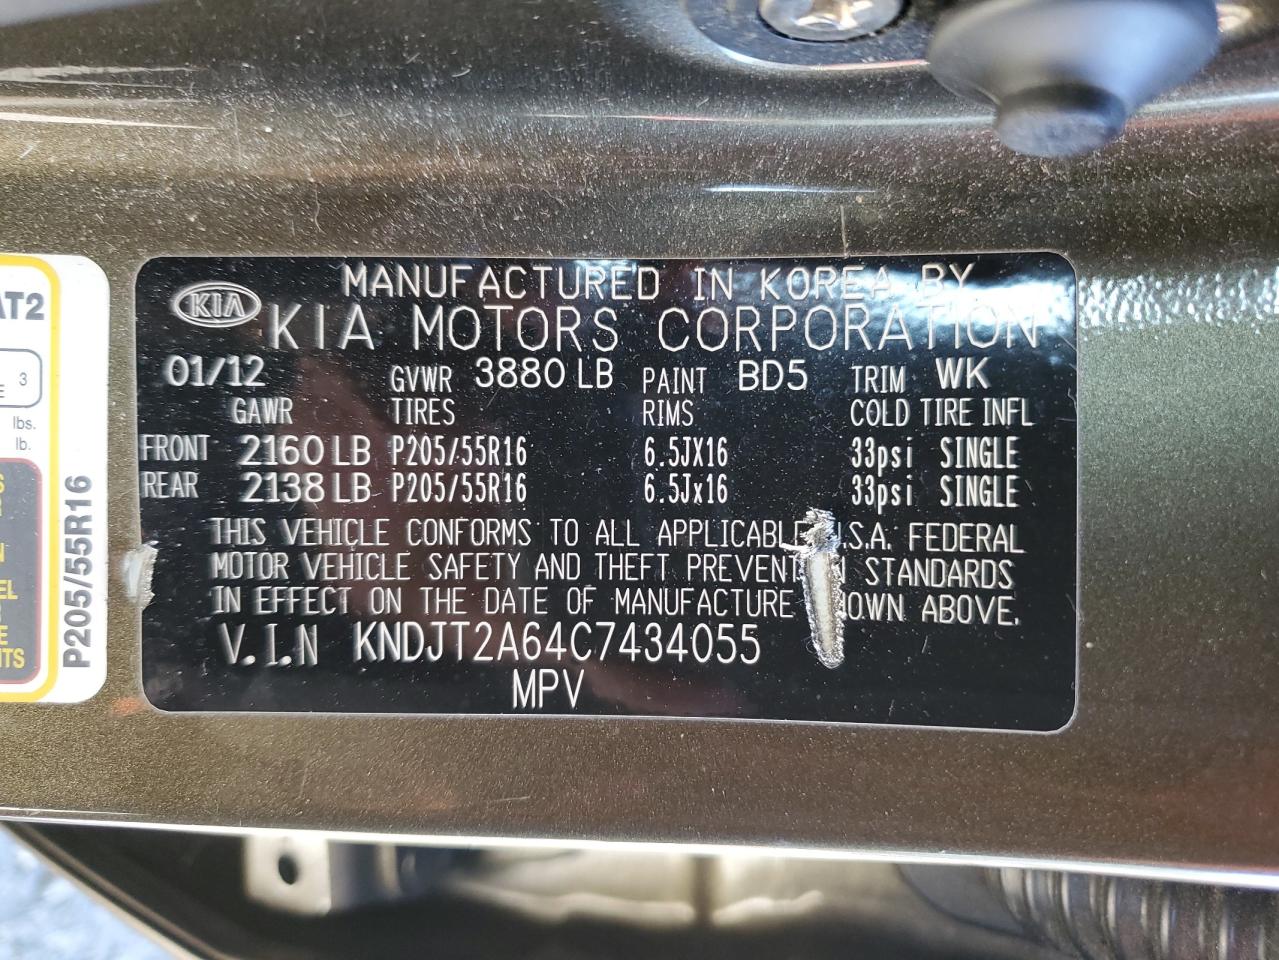 KIA
MANUFACTURED IN KOREA BY
KIA MOTORS CORPORATION
01/12 GVWR 3880 LB PAINT BD5 TRIM WK
GAWR TIRES RIMS COLD TIRE INFL
FRONT 2160 LB P205/55R16 6.5JX16 33psi SINGLE
REAR 2138 LB P205/55R16 6.5Jx16 33psi SINGLE
THIS VEHICLE CONFORMS TO ALL APPLICABLE .S.A. FEDERAL
MOTOR VEHICLE SAFETY AND THEFT PREVENT N STANDARDS
IN EFFECT ON THE DATE OF MANUFACTURE OWN ABOVE.
V.I.N KNDJT2A64C7434055
MPV
AT2
3
E
lbs.
lb.
S
N
EL
E
ITS
P205/55R16